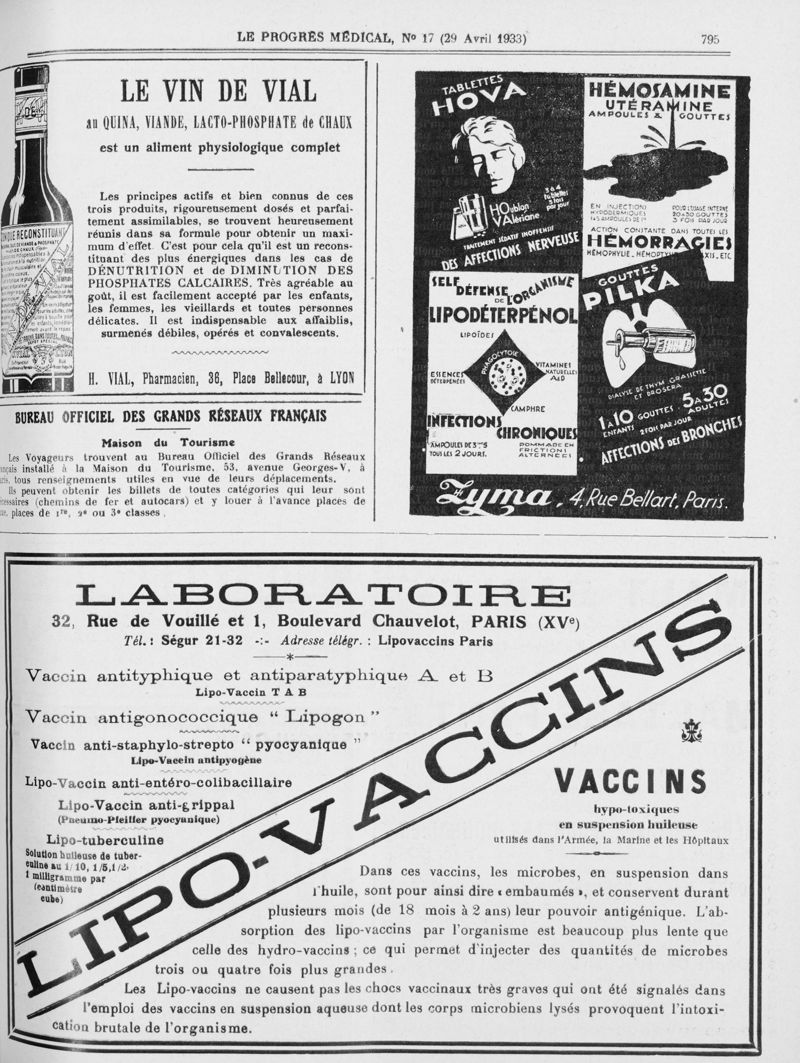 LE PROGRÈS MÉDICAL, No 17 (29 Avril 1933)
795
LE VIN DE VIAL
au QUINA, VIANDE, LACTO-PHOSPHATE de CHAUX
est un aliment physiologique complet
Les principes actifs et bien connus de ces
trois produits, rigoureusement dosés et parfai-
tement assimilables, se trouvent heureusement
réunis dans sa formule pour obtenir un maxi-
mum d'effet. C'est pour cela qu'il est un recons-
tituant des plus énergiques dans les cas de
DÉNUTRITION et de DIMINUTION DES
PHOSPHATES CALCAIRES. Très agréable au
goût, il est facilement accepté par les enfants,
les femmes, les vieillards et toutes personnes
délicates. Il est indispensable aux affaiblis,
surmenés débiles, opérés et convalescents.
H. VIAL, Pharmacien, 36, Place Bellecour, à LYON
RECONSTITUANT
DE VIAL
BUREAU OFFICIEL DES GRANDS RÉSEAUX FRANÇAIS
Maison du Tourisme
Les Voyageurs trouvent au Bureau Officiel des Grands Réseaux
installé à la Maison du Tourisme, 53, avenue Georges-V, à
tous renseignements utiles en vue de leurs déplacements.
Ils peuvent obtenir les billets de toutes catégories qui leur sont
(chemins de fer et autocars) et y louer à l'avance places de
places de 1re, 2e ou 3e classes.
TABLETTES
HOVA
HOublon
VAlériane
3 à 4
tablettes
par jour
TRAITEMENT SÉDATIF INOFFENSIF
DES AFFECTIONS NERVEUSES
HÉMOSAMINE
UTÉRAMINE
AMPOULES & GOUTTES
EN INJECTIONS
HYPODERMIQUES
POUR L'USAGE INTERNE
20 à 30 GOUTTES
3 FOIS PAR JOUR
ACTION CONSTANTE DANS TOUTES LES
HÉMORRAGIES
HÉMOPHYLIE, ETC
SELF
DÉFENSE
DE L'ORGANISME
LIPODÉTERPÉNOL
LIPOÏDES
PHAGOCYTOSE
ESSENCES
DÉTERPÉNÉES
VITAMINES
NATURELLES
A & D
CAMPHRE
INFECTIONS
CHRONIQUES
AMPOULES DE 3 cm³ 5
TOUS LES 2 JOURS.
POMMADE EN
FRICTIONS
ALTERNÉES
GOUTTES
PILKA
DIALYSE DE THYM GRASSETTE
ET DROSERA
1 à 10 GOUTTES 5 à 30
ENFANTS 2 FOIS PAR JOUR ADULTES
AFFECTIONS DES BRONCHES
Zyma, 4, Rue Bellart, Paris.
LABORATOIRE
32, Rue de Vouillé et 1, Boulevard Chauvelot, PARIS (XVe)
Tél. : Ségur 21-32 -:- Adresse télégr. : Lipovaccins Paris
Vaccin antityphique et antiparatyphique A et B
Lipo-Vaccin T A B
Vaccin antigonococcique “ Lipogon ”
Vaccin anti-staphylo-strepto “ pyocyanique ”
Lipo-Vaccin antipyogène
Lipo-Vaccin anti-entéro-colibacillaire
Lipo-Vaccin anti-grippal
(Pneumo-Pfeiffer pyocyanique)
Lipo-tuberculine
Solution huileuse de tuber-
culine au 1/10, 1/5, 1/2,
1 milligramme par
(centimètre
cube)
LIPO-VACCINS
VACCINS
hypo-toxiques
en suspension huileuse
utilisés dans l'Armée, la Marine et les Hôpitaux
Dans ces vaccins, les microbes, en suspension dans
l'huile, sont pour ainsi dire « embaumés », et conservent durant
plusieurs mois (de 18 mois à 2 ans) leur pouvoir antigénique. L'ab-
sorption des lipo-vaccins par l'organisme est beaucoup plus lente que
celle des hydro-vaccins ; ce qui permet d'injecter des quantités de microbes
trois ou quatre fois plus grandes.
Les Lipo-vaccins ne causent pas les chocs vaccinaux très graves qui ont été signalés dans
l'emploi des vaccins en suspension aqueuse dont les corps microbiens lysés provoquent l'intoxi-
cation brutale de l'organisme.